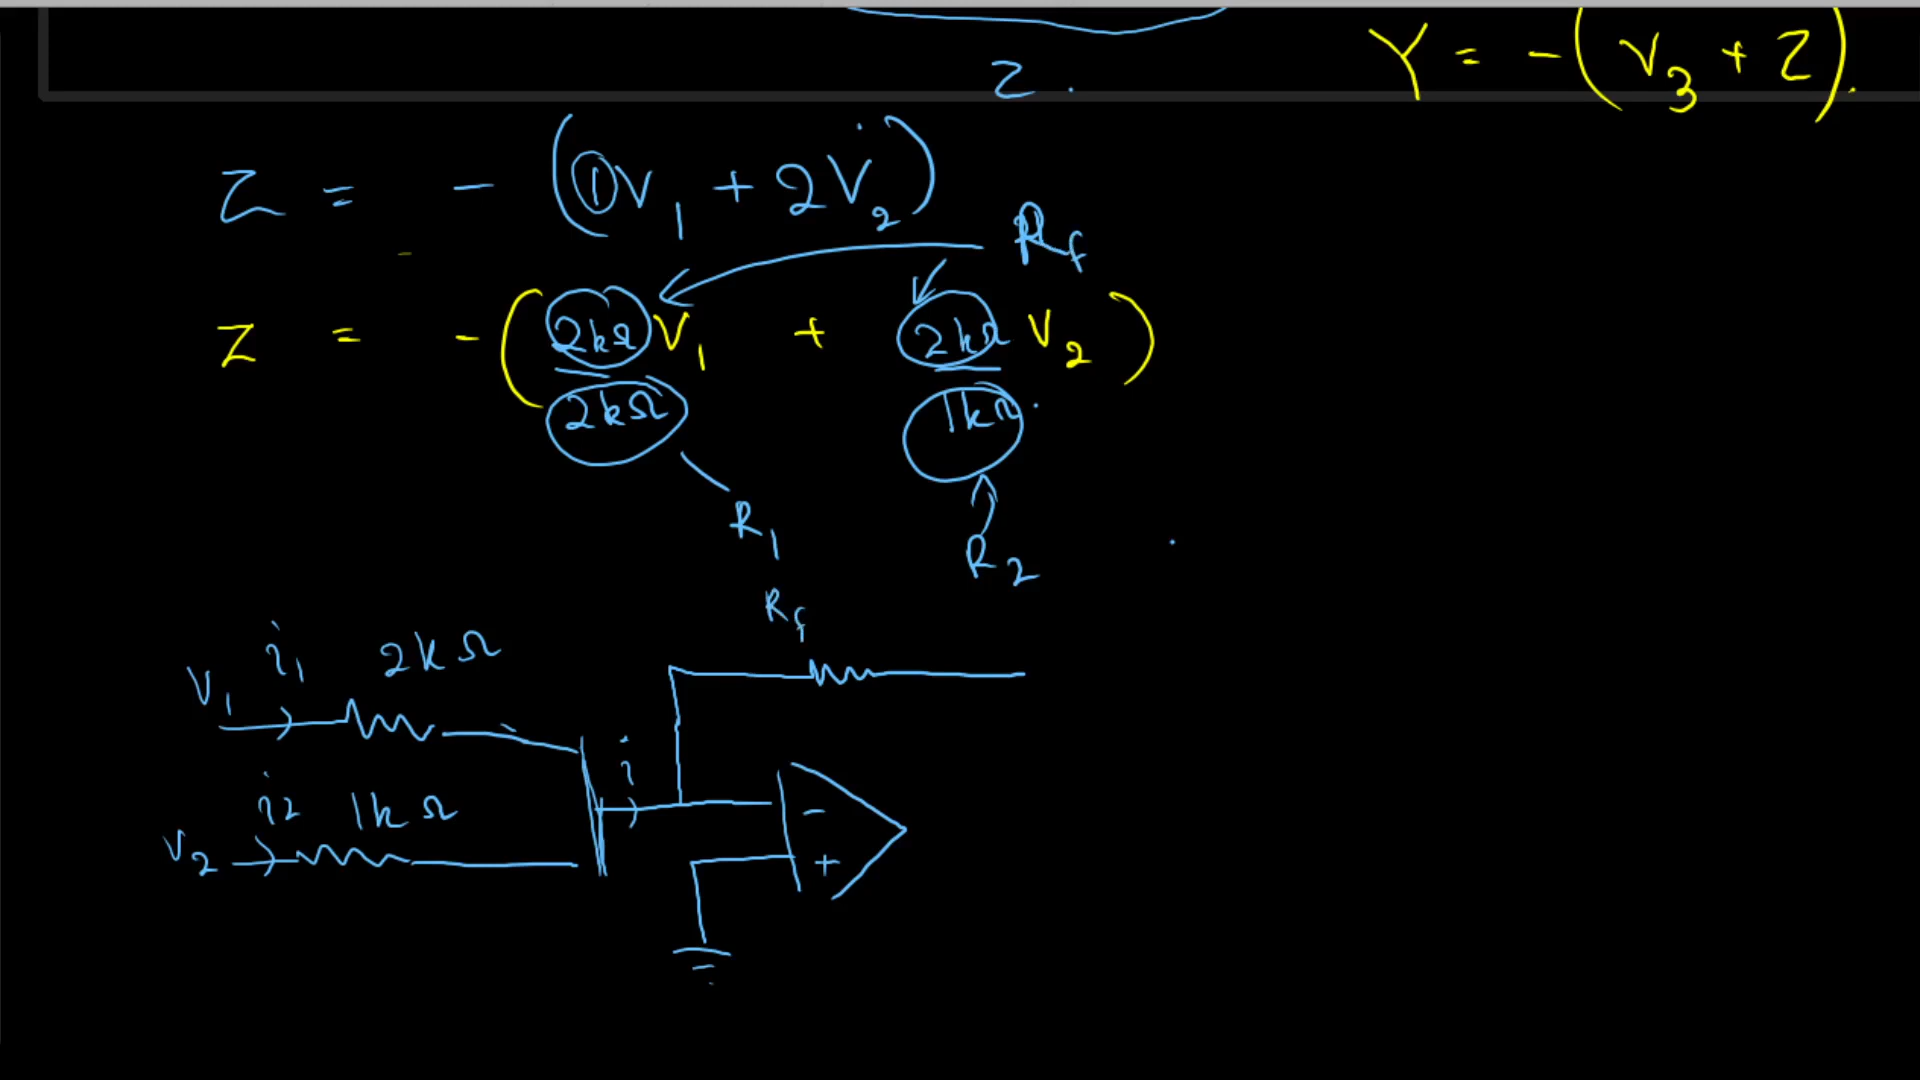 Y = -(V3 + Z).
Z.
Z = -(1V1 + 2V2)
Rf
Z = -(2kΩ/2kΩ V1 + 2kΩ/1kΩ V2)
R1
R2
Rf
V1 i1 2kΩ
i
V2 i2 1kΩ
-
+